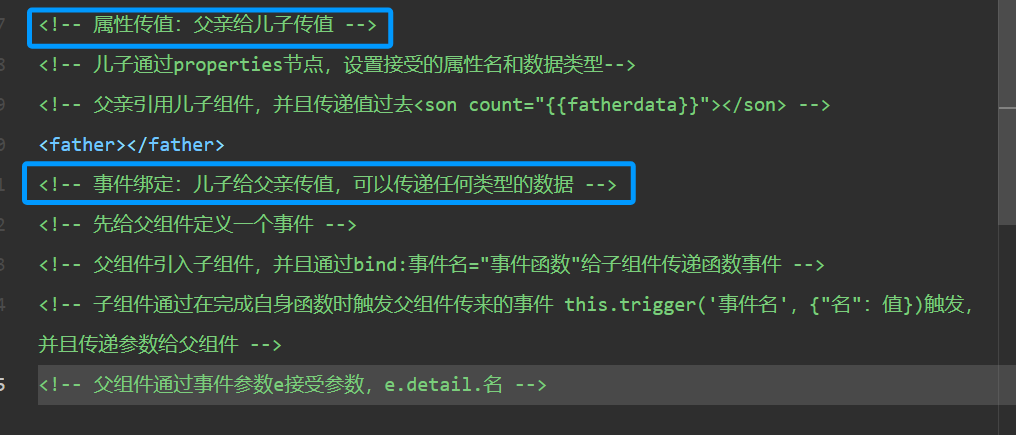 7 <!-- 属性传值：父亲给儿子传值 -->
8 <!-- 儿子通过properties节点，设置接受的属性名和数据类型-->
9 <!-- 父亲引用儿子组件，并且传递值过去<son count="{{fatherdata}}"></son> -->
0 <father></father>
1 <!-- 事件绑定：儿子给父亲传值，可以传递任何类型的数据 -->
2 <!-- 先给父组件定义一个事件 -->
3 <!-- 父组件引入子组件，并且通过bind:事件名="事件函数"给子组件传递函数事件 -->
4 <!-- 子组件通过在完成自身函数时触发父组件传来的事件 this.trigger('事件名'，{"名"：值})触发，
并且传递参数给父组件 -->
5 <!-- 父组件通过事件参数e接受参数，e.detail.名 -->